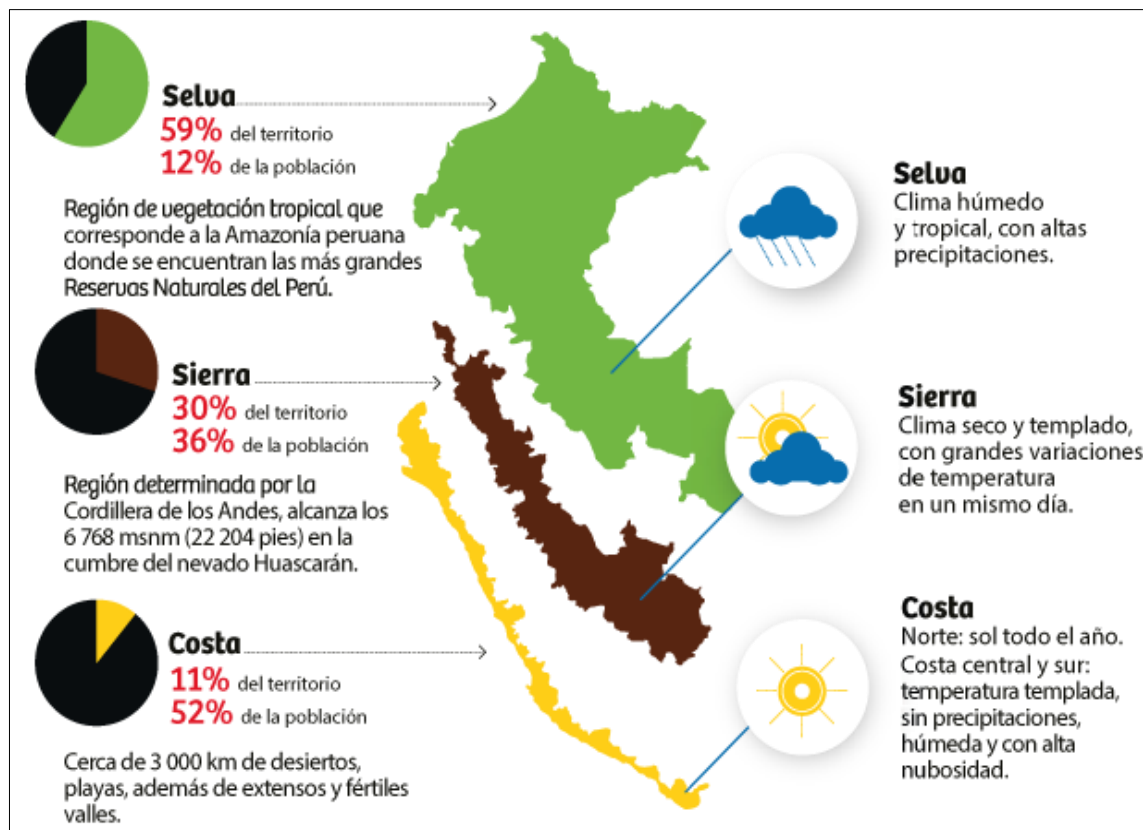 Selva
59% del territorio
12% de la población
Región de vegetación tropical que
corresponde a la Amazonía peruana
donde se encuentran las más grandes
Reservas Naturales del Perú.
Sierra
30% del territorio
36% de la población
Región determinada por la
Cordillera de los Andes, alcanza los
6 768 msnm (22 204 pies) en la
cumbre del nevado Huascarán.
Costa
11% del territorio
52% de la población
Cerca de 3 000 km de desiertos,
playas, además de extensos y fértiles
valles.
Selva
Clima húmedo
y tropical, con altas
precipitaciones.
Sierra
Clima seco y templado,
con grandes variaciones
de temperatura
en un mismo día.
Costa
Norte: sol todo el año.
Costa central y sur:
temperatura templada,
sin precipitaciones,
húmeda y con alta
nubosidad.